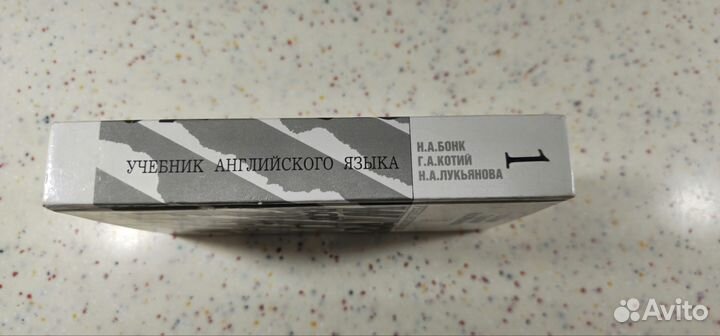 УЧЕБНИК АНГЛИЙСКОГО ЯЗЫКА
Н.А.БОНК
Г.А.КОТИЙ
Н.А.ЛУКЬЯНОВА
1
Avito